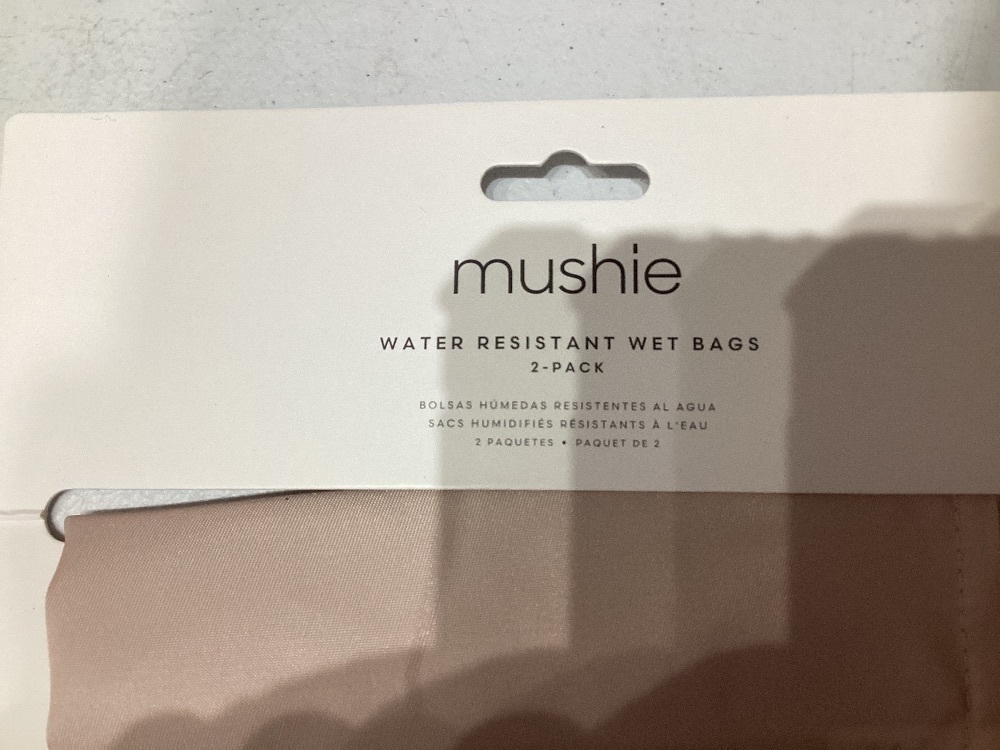 mushie
WATER RESISTANT WET BAGS
2-PACK
BOLSAS HÚMEDAS RESISTENTES AL AGUA
SACS HUMIDIFIÉS RÉSISTANTS À L'EAU
2 PAQUETES • PAQUET DE 2